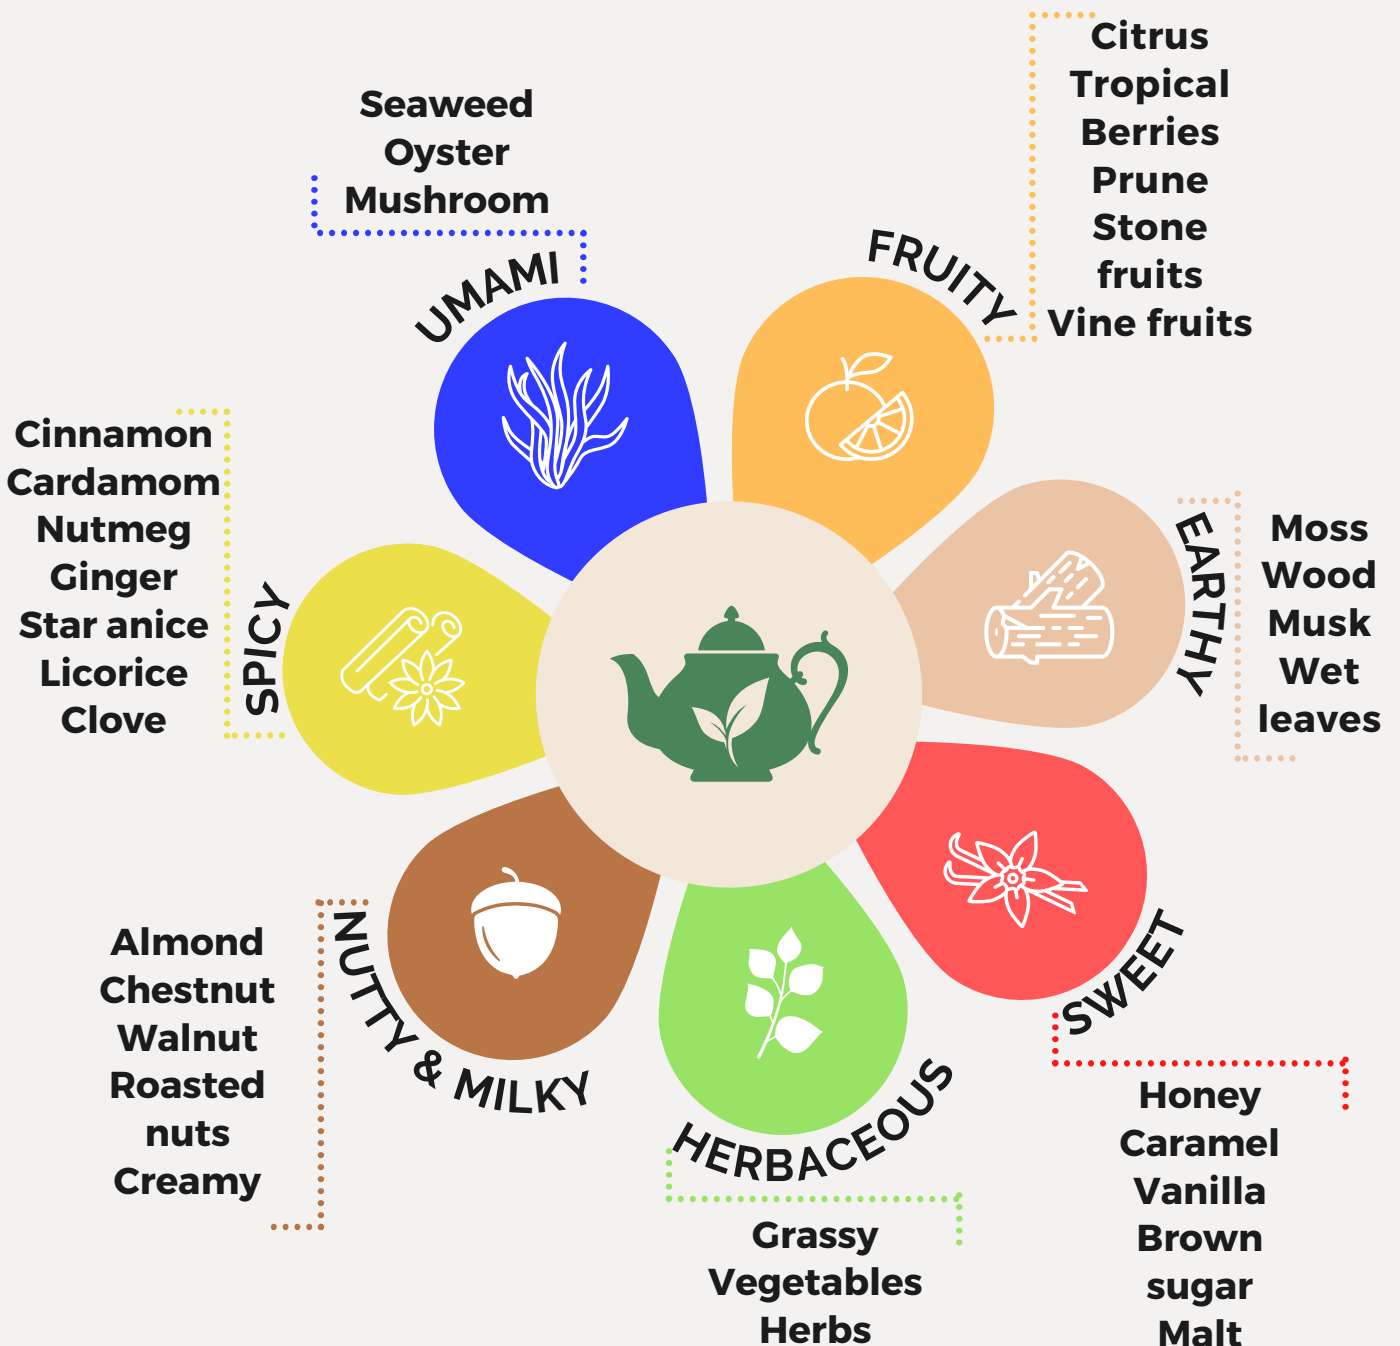 UMAMI
Seaweed
Oyster
Mushroom
FRUITY
Citrus
Tropical
Berries
Prune
Stone
fruits
Vine fruits
EARTHY
Moss
Wood
Musk
Wet
leaves
SWEET
Honey
Caramel
Vanilla
Brown
sugar
Malt
HERBACEOUS
Grassy
Vegetables
Herbs
NUTTY & MILKY
Almond
Chestnut
Walnut
Roasted
nuts
Creamy
SPICY
Cinnamon
Cardamom
Nutmeg
Ginger
Star anice
Licorice
Clove